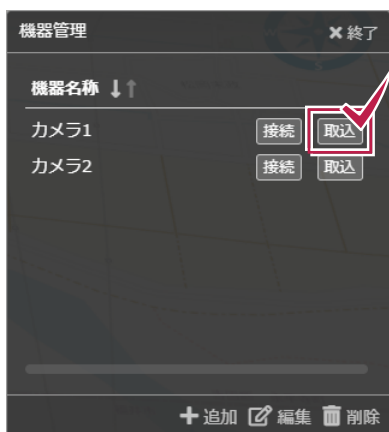 機器管理 ×終了
機器名称 ↓↑
カメラ1 接続 取込
カメラ2 接続 取込
+追加 編集 削除